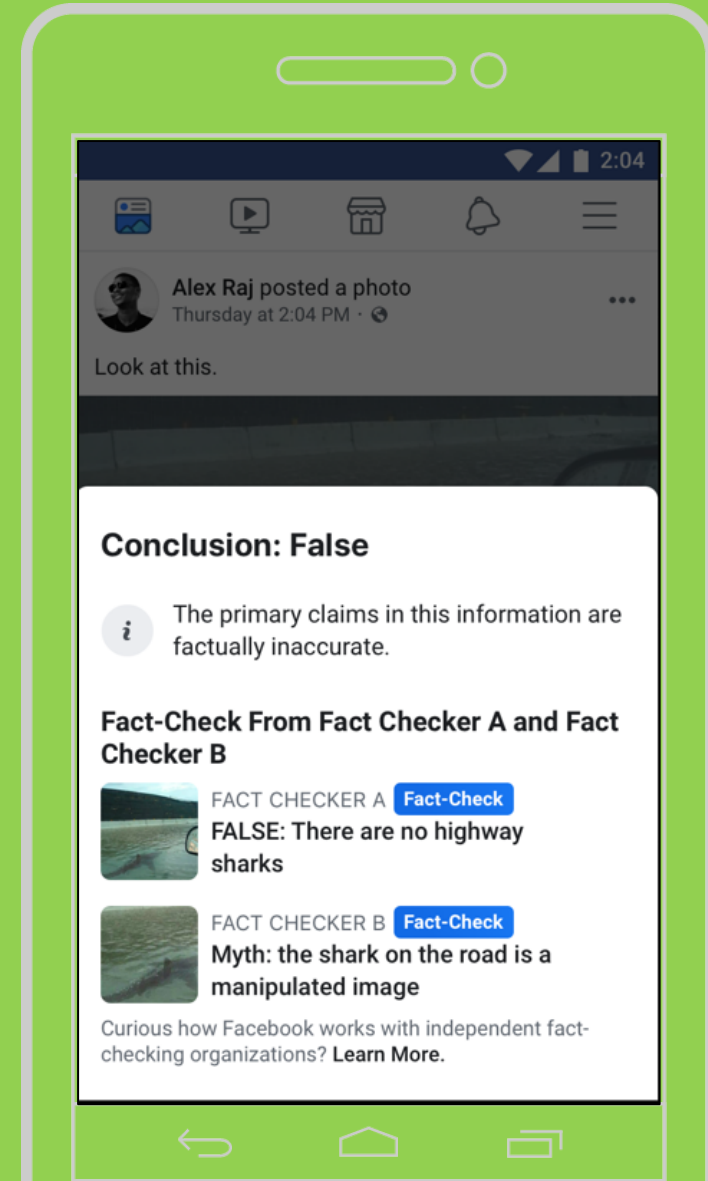 2:04
Alex Raj posted a photo
Thursday at 2:04 PM ·
Look at this.
Conclusion: False
i
The primary claims in this information are
factually inaccurate.
Fact-Check From Fact Checker A and Fact
Checker B
FACT CHECKER A Fact-Check
FALSE: There are no highway
sharks
FACT CHECKER B Fact-Check
Myth: the shark on the road is a
manipulated image
Curious how Facebook works with independent fact-
checking organizations? Learn More.